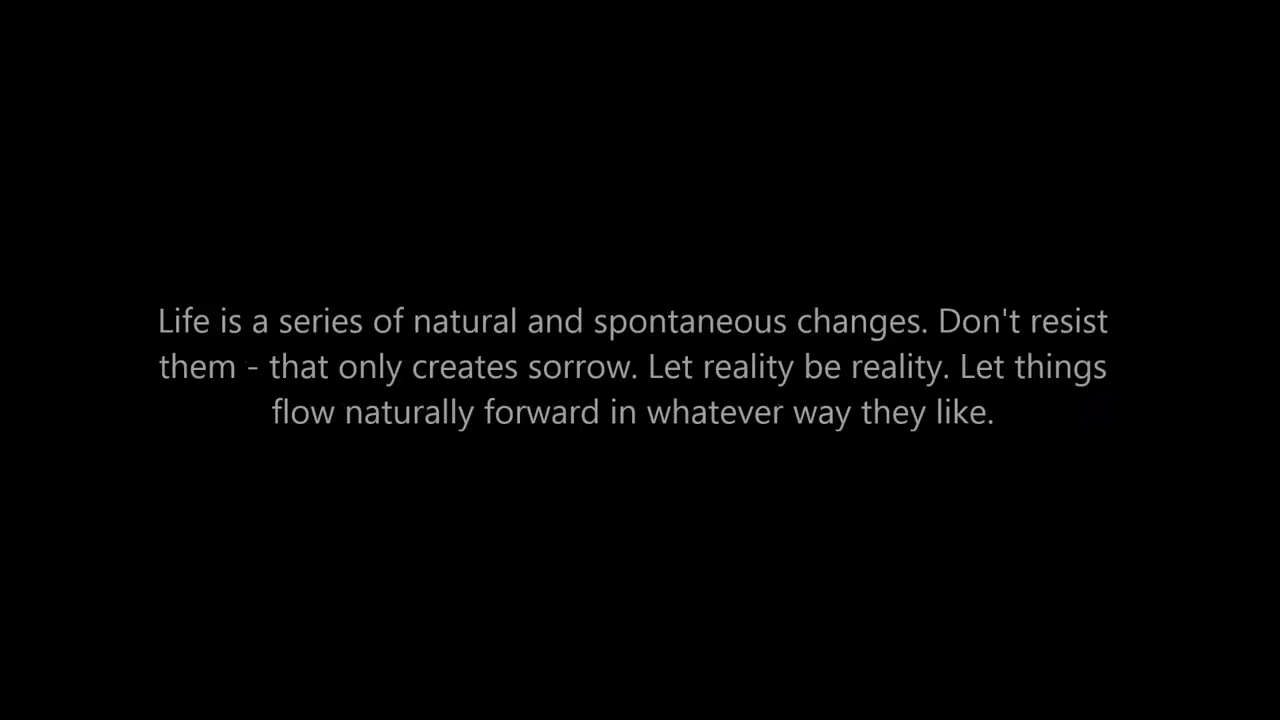 Life is a series of natural and spontaneous changes. Don't resist
them - that only creates sorrow. Let reality be reality. Let things
flow naturally forward in whatever way they like.